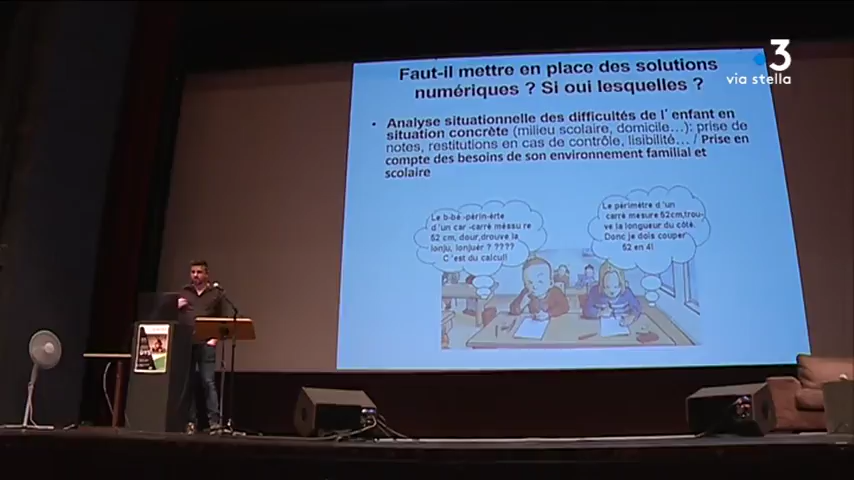 3
via stella
Faut-il mettre en place des solutions
numériques ? Si oui lesquelles ?
• Analyse situationnelle des difficultés de l'enfant en
situation concrète (milieu scolaire, domicile...): prise de
notes, restitutions en cas de contrôle, lisibilité... / Prise en
compte des besoins de son environnement familial et
scolaire
Le b-bé -périn-èrte
d'un car -carré méssu re
52 cm, dour,drouve la
lonju, lonjuér ? ????
C'est du calcul!
Le périmètre d'un
carré mesure 52cm,trou-
ve la longueur du côté.
Donc je dois couper
52 en 4!
DYS